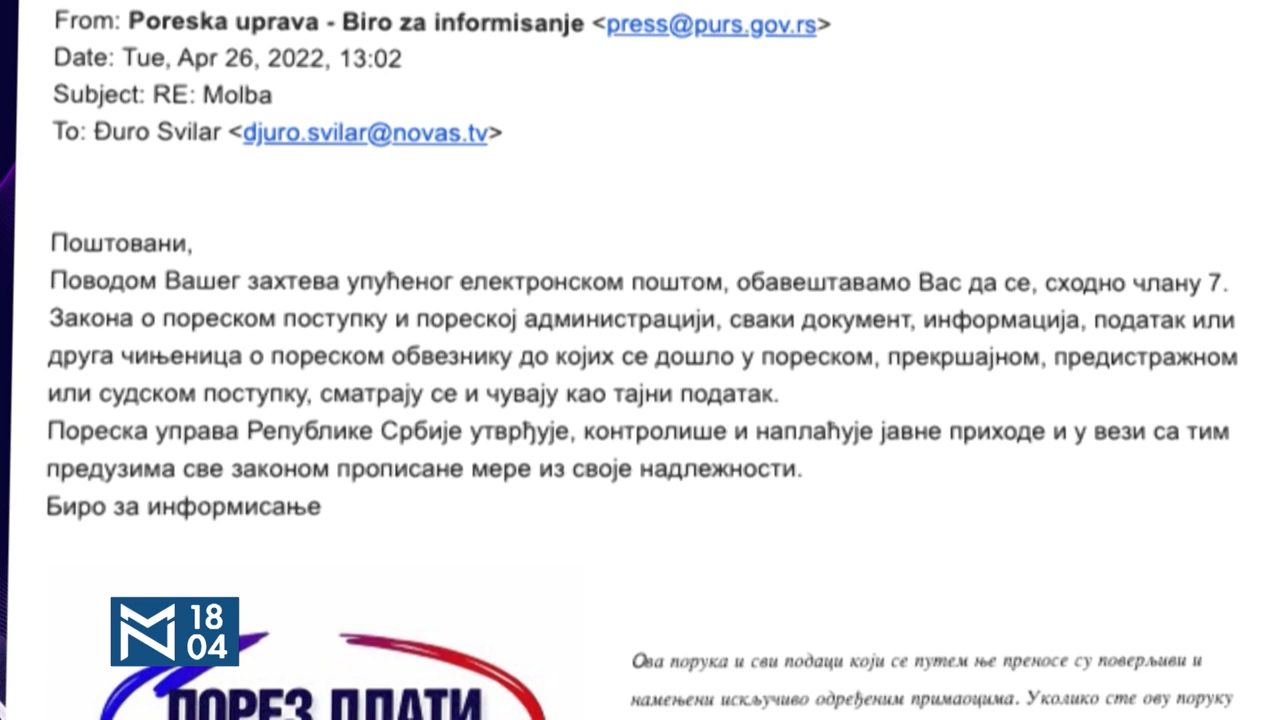 From: Poreska uprava - Biro za informisanje <press@purs.gov.rs>
Date: Tue, Apr 26, 2022, 13:02
Subject: RE: Molba
To: Đuro Svilar <djuro.svilar@novas.tv>
Поштовани,
Поводом Вашег захтева упућеног електронском поштом, обавештавамо Вас да се, сходно члану 7.
Закона о пореском поступку и пореској администрацији, сваки документ, информација, податак или
друга чињеница о пореском обвезнику до којих се дошло у пореском, прекршајном, предистражном
или судском поступку, сматрају се и чувају као тајни податак.
Пореска управа Републике Србије утврђује, контролише и наплаћује јавне приходе и у вези са тим
предузима све законом прописане мере из своје надлежности.
Биро за информисање
N 18
04
ПОРЕЗ ПЛАТИ
Ова порука и сви подаци који се путем ње преносе су поверљиви и
намењени искључиво одређеним примаоцима. Уколико сте ову поруку